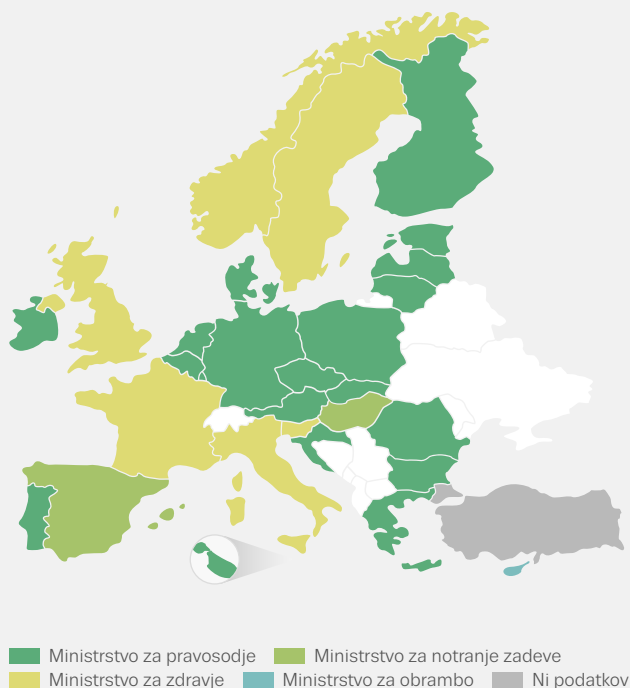 Ministrstvo za pravosodje Ministrstvo za notranje zadeve
Ministrstvo za zdravje Ministrstvo za obrambo Ni podatkov